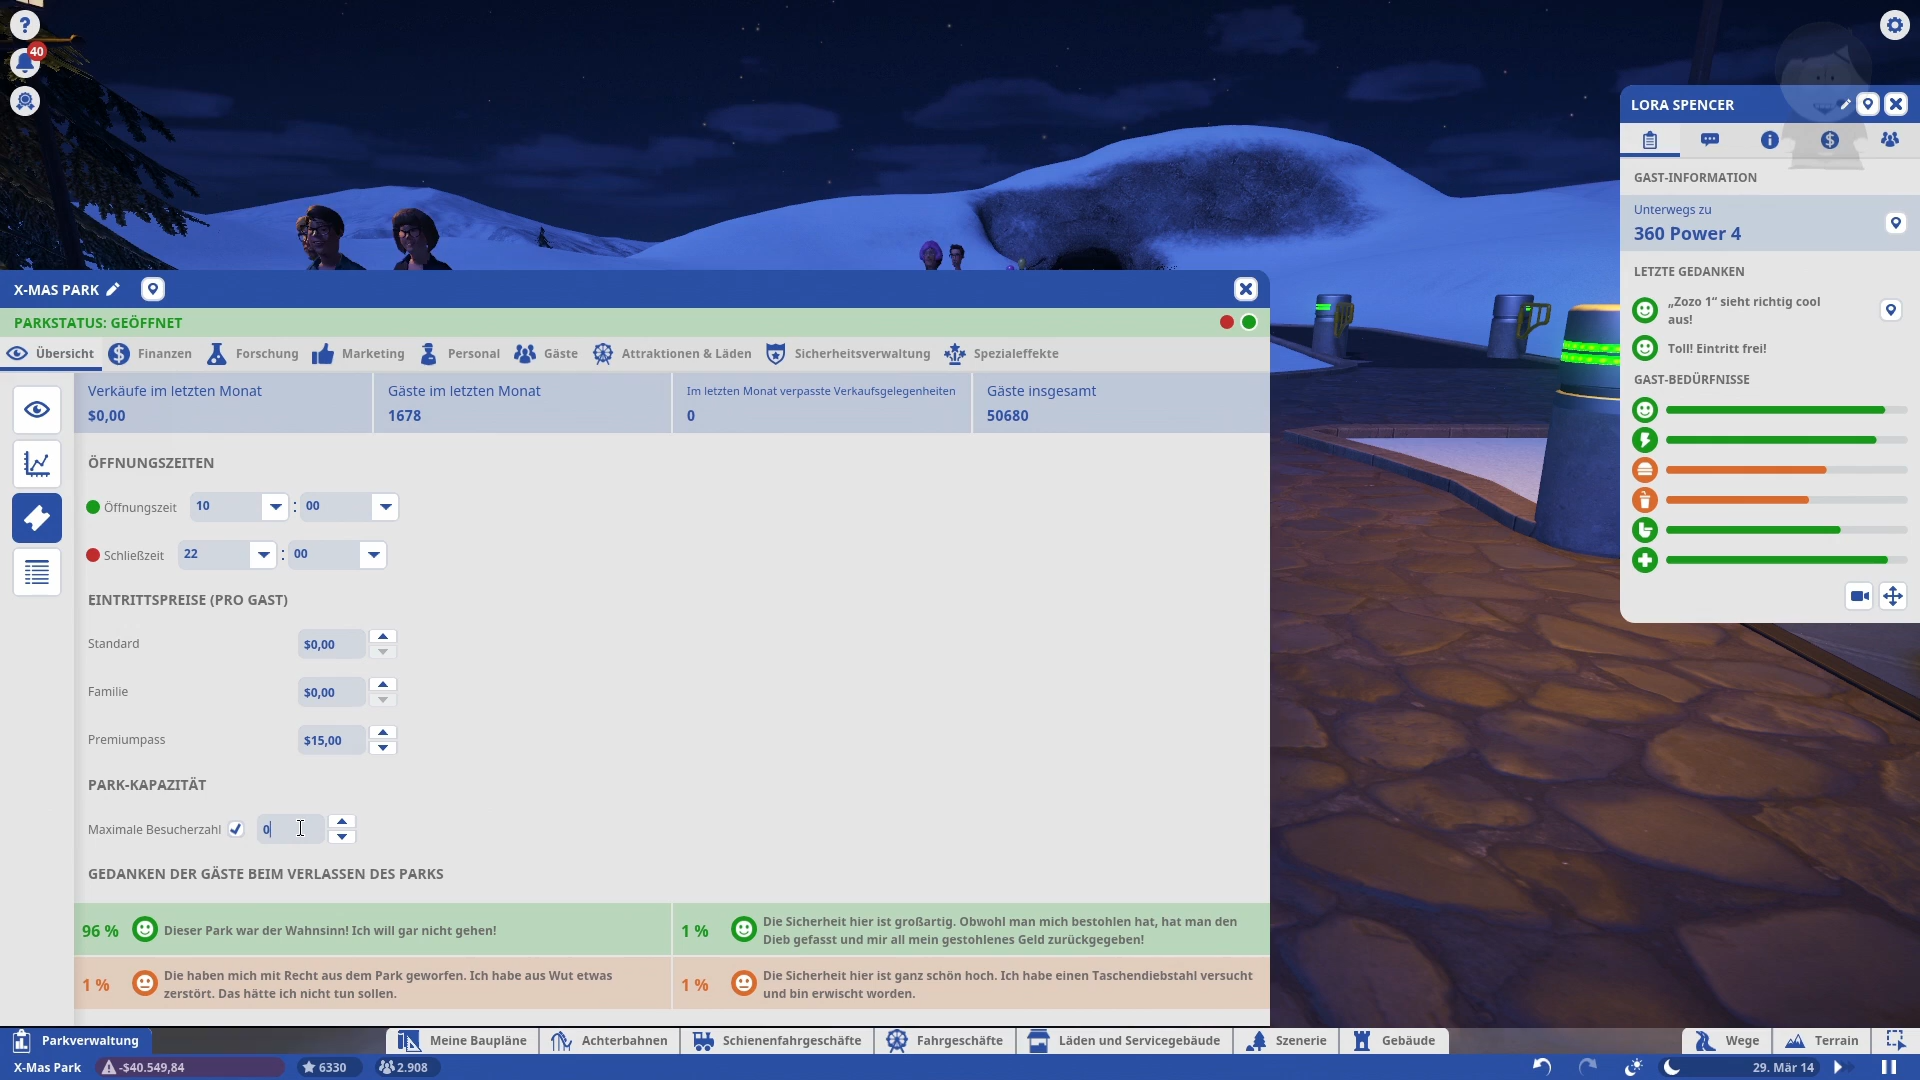 ?
40
LORA SPENCER
GAST-INFORMATION
Unterwegs zu
360 Power 4
LETZTE GEDANKEN
„Zozo 1“ sieht richtig cool
aus!
Toll! Eintritt frei!
GAST-BEDÜRFNISSE
X-MAS PARK
PARKSTATUS: GEÖFFNET
Übersicht
Finanzen
Forschung
Marketing
Personal
Gäste
Attraktionen & Läden
Sicherheitsverwaltung
Spezialeffekte
Verkäufe im letzten Monat
$0,00
Gäste im letzten Monat
1678
Im letzten Monat verpasste Verkaufsgelegenheiten
0
Gäste insgesamt
50680
ÖFFNUNGSZEITEN
Öffnungszeit 10 : 00
Schließzeit 22 : 00
EINTRITTSPREISE (PRO GAST)
Standard $0,00
Familie $0,00
Premiumpass $15,00
PARK-KAPAZITÄT
Maximale Besucherzahl 0
GEDANKEN DER GÄSTE BEIM VERLASSEN DES PARKS
96 % Dieser Park war der Wahnsinn! Ich will gar nicht gehen!
1 % Die Sicherheit hier ist großartig. Obwohl man mich bestohlen hat, hat man den
Dieb gefasst und mir all mein gestohlenes Geld zurückgegeben!
1 % Die haben mich mit Recht aus dem Park geworfen. Ich habe aus Wut etwas
zerstört. Das hätte ich nicht tun sollen.
1 % Die Sicherheit hier ist ganz schön hoch. Ich habe einen Taschendiebstahl versucht
und bin erwischt worden.
Parkverwaltung
Meine Baupläne
Achterbahnen
Schienenfahrgeschäfte
Fahrgeschäfte
Läden und Servicegebäude
Szenerie
Gebäude
Wege
Terrain
X-Mas Park
-$40.549,84
6330
2.908
29. Mär 14